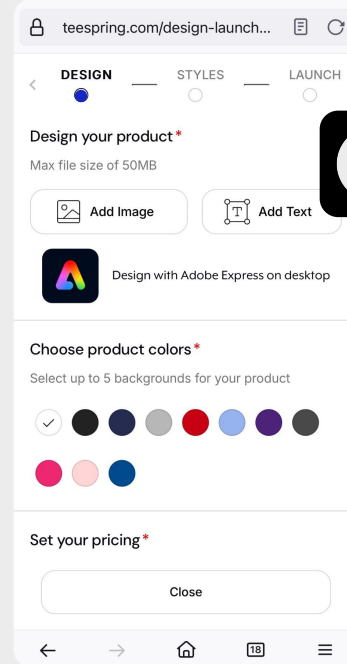 teespring.com/design-launch...
DESIGN
STYLES
LAUNCH
Design your product*
Max file size of 50MB
Add Image
T Add Text
Design with Adobe Express on desktop
Choose product colors*
Select up to 5 backgrounds for your product
Set your pricing*
Close
18